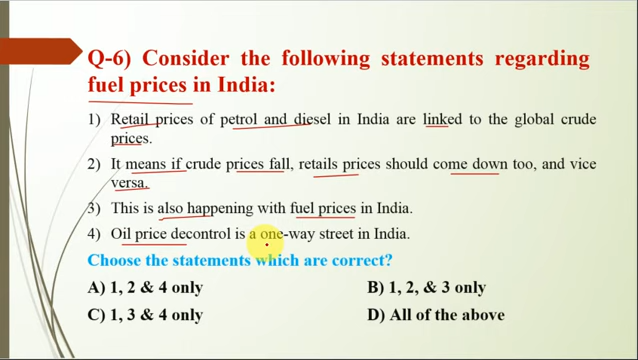 Q-6) Consider the following statements regarding
fuel prices in India:
1) Retail prices of petrol and diesel in India are linked to the global crude
prices.
2) It means if crude prices fall, retails prices should come down too, and vice
versa.
3) This is also happening with fuel prices in India.
4) Oil price decontrol is a one-way street in India.
Choose the statements which are correct?
A) 1, 2 & 4 only
B) 1, 2, & 3 only
C) 1, 3 & 4 only
D) All of the above